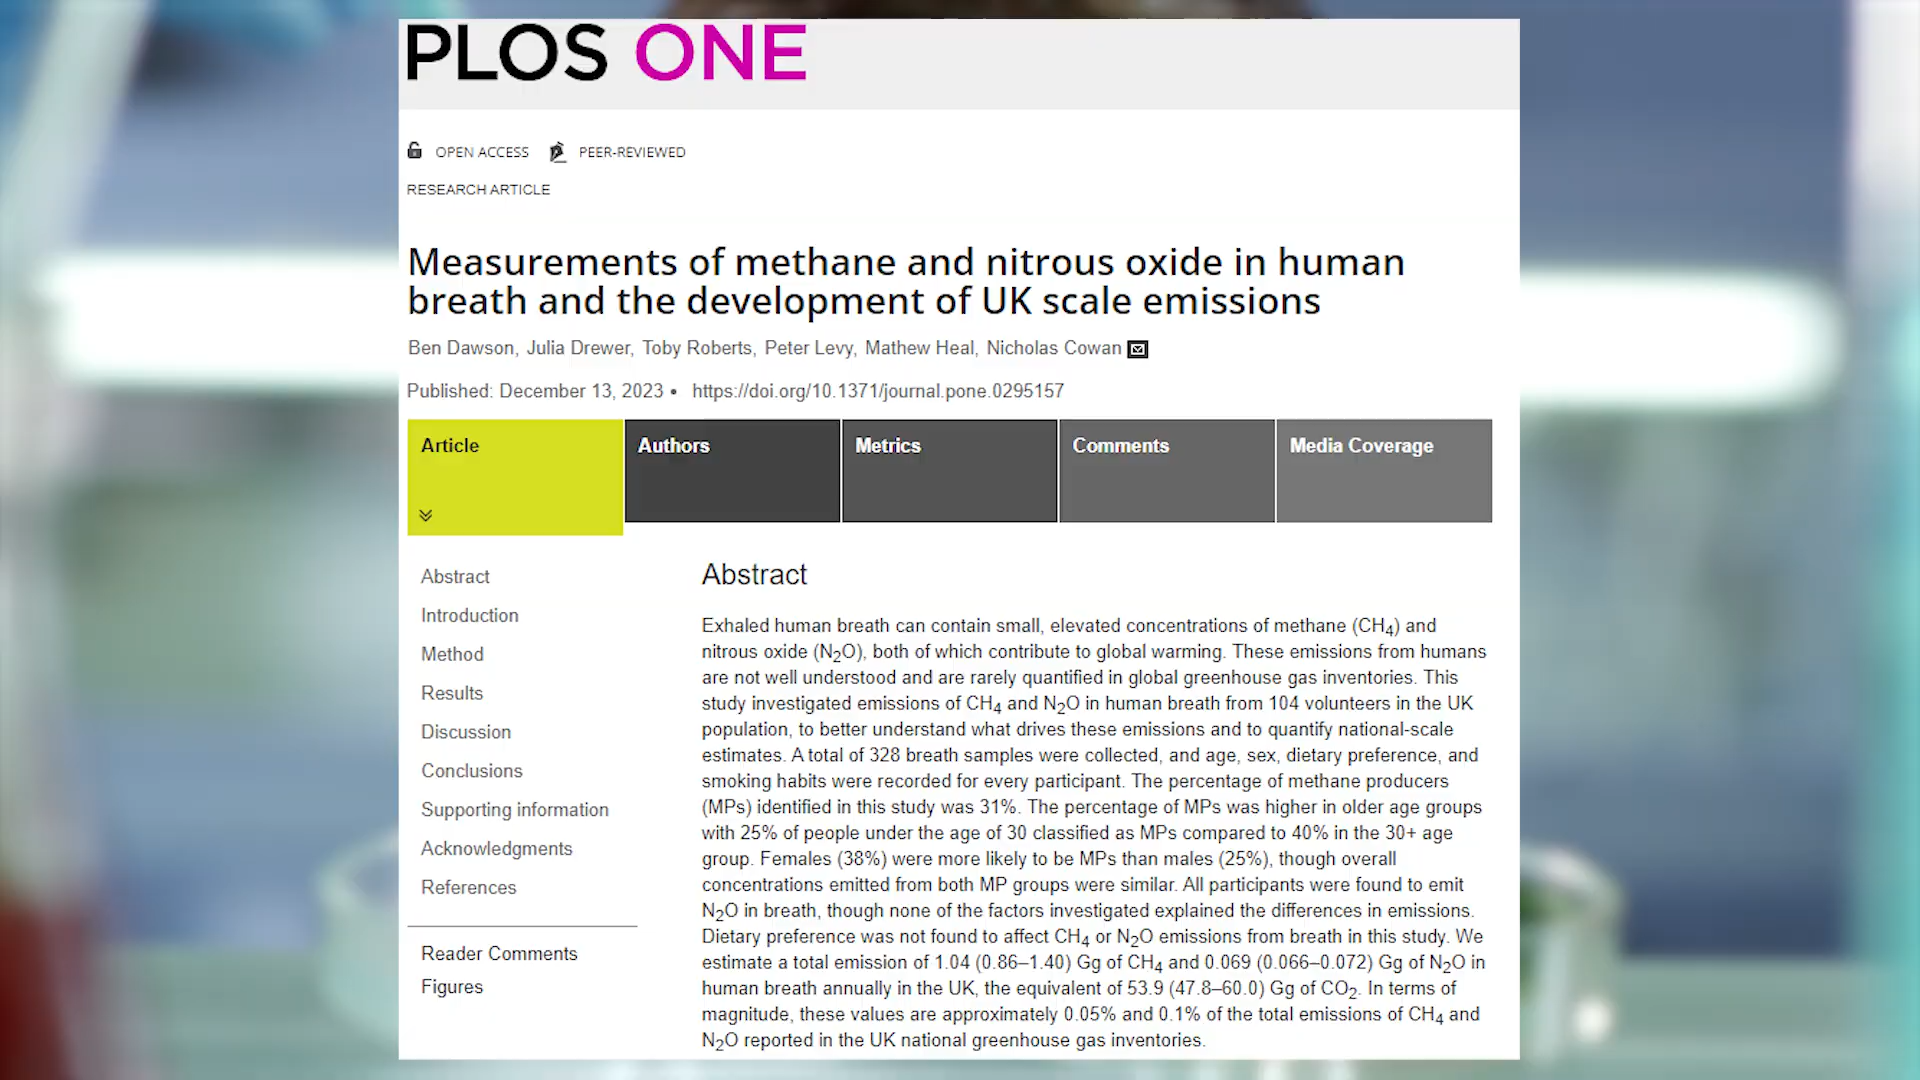 PLOS ONE
OPEN ACCESS PEER-REVIEWED
RESEARCH ARTICLE
Measurements of methane and nitrous oxide in human
breath and the development of UK scale emissions
Ben Dawson, Julia Drewer, Toby Roberts, Peter Levy, Mathew Heal, Nicholas Cowan
Published: December 13, 2023 • https://doi.org/10.1371/journal.pone.0295157
Article Authors Metrics Comments Media Coverage
Abstract
Introduction
Method
Results
Discussion
Conclusions
Supporting information
Acknowledgments
References
Reader Comments
Figures
Abstract
Exhaled human breath can contain small, elevated concentrations of methane (CH4) and
nitrous oxide (N2O), both of which contribute to global warming. These emissions from humans
are not well understood and are rarely quantified in global greenhouse gas inventories. This
study investigated emissions of CH4 and N2O in human breath from 104 volunteers in the UK
population, to better understand what drives these emissions and to quantify national-scale
estimates. A total of 328 breath samples were collected, and age, sex, dietary preference, and
smoking habits were recorded for every participant. The percentage of methane producers
(MPs) identified in this study was 31%. The percentage of MPs was higher in older age groups
with 25% of people under the age of 30 classified as MPs compared to 40% in the 30+ age
group. Females (38%) were more likely to be MPs than males (25%), though overall
concentrations emitted from both MP groups were similar. All participants were found to emit
N2O in breath, though none of the factors investigated explained the differences in emissions.
Dietary preference was not found to affect CH4 or N2O emissions from breath in this study. We
estimate a total emission of 1.04 (0.86–1.40) Gg of CH4 and 0.069 (0.066–0.072) Gg of N2O in
human breath annually in the UK, the equivalent of 53.9 (47.8–60.0) Gg of CO2. In terms of
magnitude, these values are approximately 0.05% and 0.1% of the total emissions of CH4 and
N2O reported in the UK national greenhouse gas inventories.